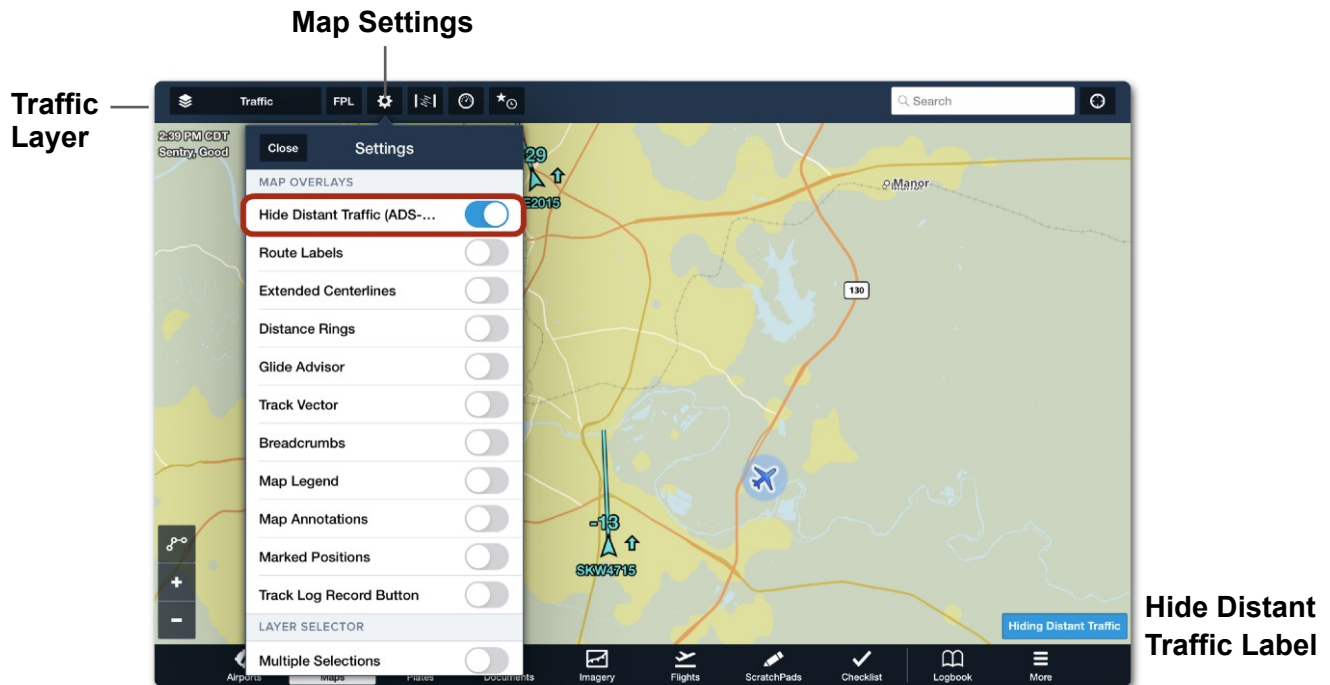 Map Settings
Traffic
Layer
Traffic
FPL
Search
2:39 PM CDT
Sentry, Good
Close
Settings
MAP OVERLAYS
Hide Distant Traffic (ADS-...
Route Labels
Extended Centerlines
Distance Rings
Glide Advisor
Track Vector
Breadcrumbs
Map Legend
Map Annotations
Marked Positions
Track Log Record Button
LAYER SELECTOR
Multiple Selections
29
E2015
Manor
130
-13
SKW4715
Hiding Distant Traffic
Hide Distant
Traffic Label
Airports
Maps
Plates
Documents
Imagery
Flights
ScratchPads
Checklist
Logbook
More